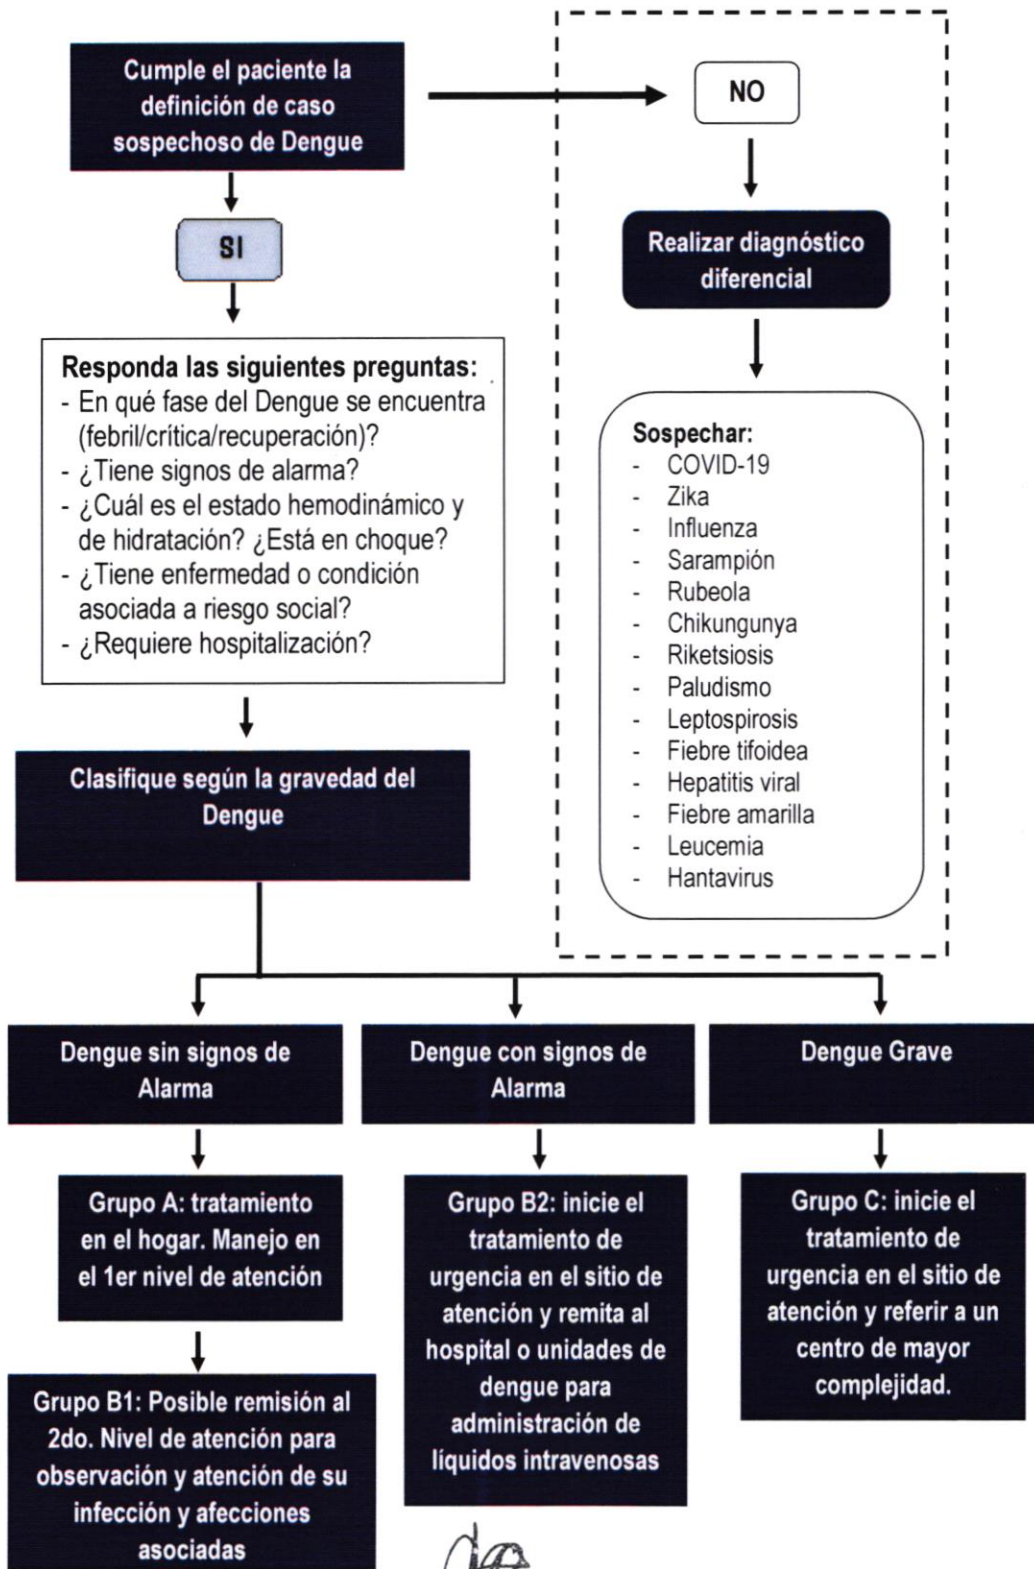 Cumple el paciente la
definición de caso
sospechoso de Dengue
NO
SI
Realizar diagnóstico
diferencial
Responda las siguientes preguntas:
- En qué fase del Dengue se encuentra
(febril/crítica/recuperación)?
- ¿Tiene signos de alarma?
- ¿Cuál es el estado hemodinámico y
de hidratación? ¿Está en choque?
- ¿Tiene enfermedad o condición
asociada a riesgo social?
- ¿Requiere hospitalización?
Sospechar:
- COVID-19
- Zika
- Influenza
- Sarampión
- Rubeola
- Chikungunya
- Riketsiosis
- Paludismo
- Leptospirosis
- Fiebre tifoidea
- Hepatitis viral
- Fiebre amarilla
- Leucemia
- Hantavirus
Clasifique según la gravedad del
Dengue
Dengue sin signos de
Alarma
Dengue con signos de
Alarma
Dengue Grave
Grupo A: tratamiento
en el hogar. Manejo en
el 1er nivel de atención
Grupo B1: Posible remisión al
2do. Nivel de atención para
observación y atención de su
infección y afecciones
asociadas
Grupo B2: inicie el
tratamiento de
urgencia en el sitio de
atención y remita al
hospital o unidades de
dengue para
administración de
líquidos intravenosas
Grupo C: inicie el
tratamiento de
urgencia en el sitio de
atención y referir a un
centro de mayor
complejidad.